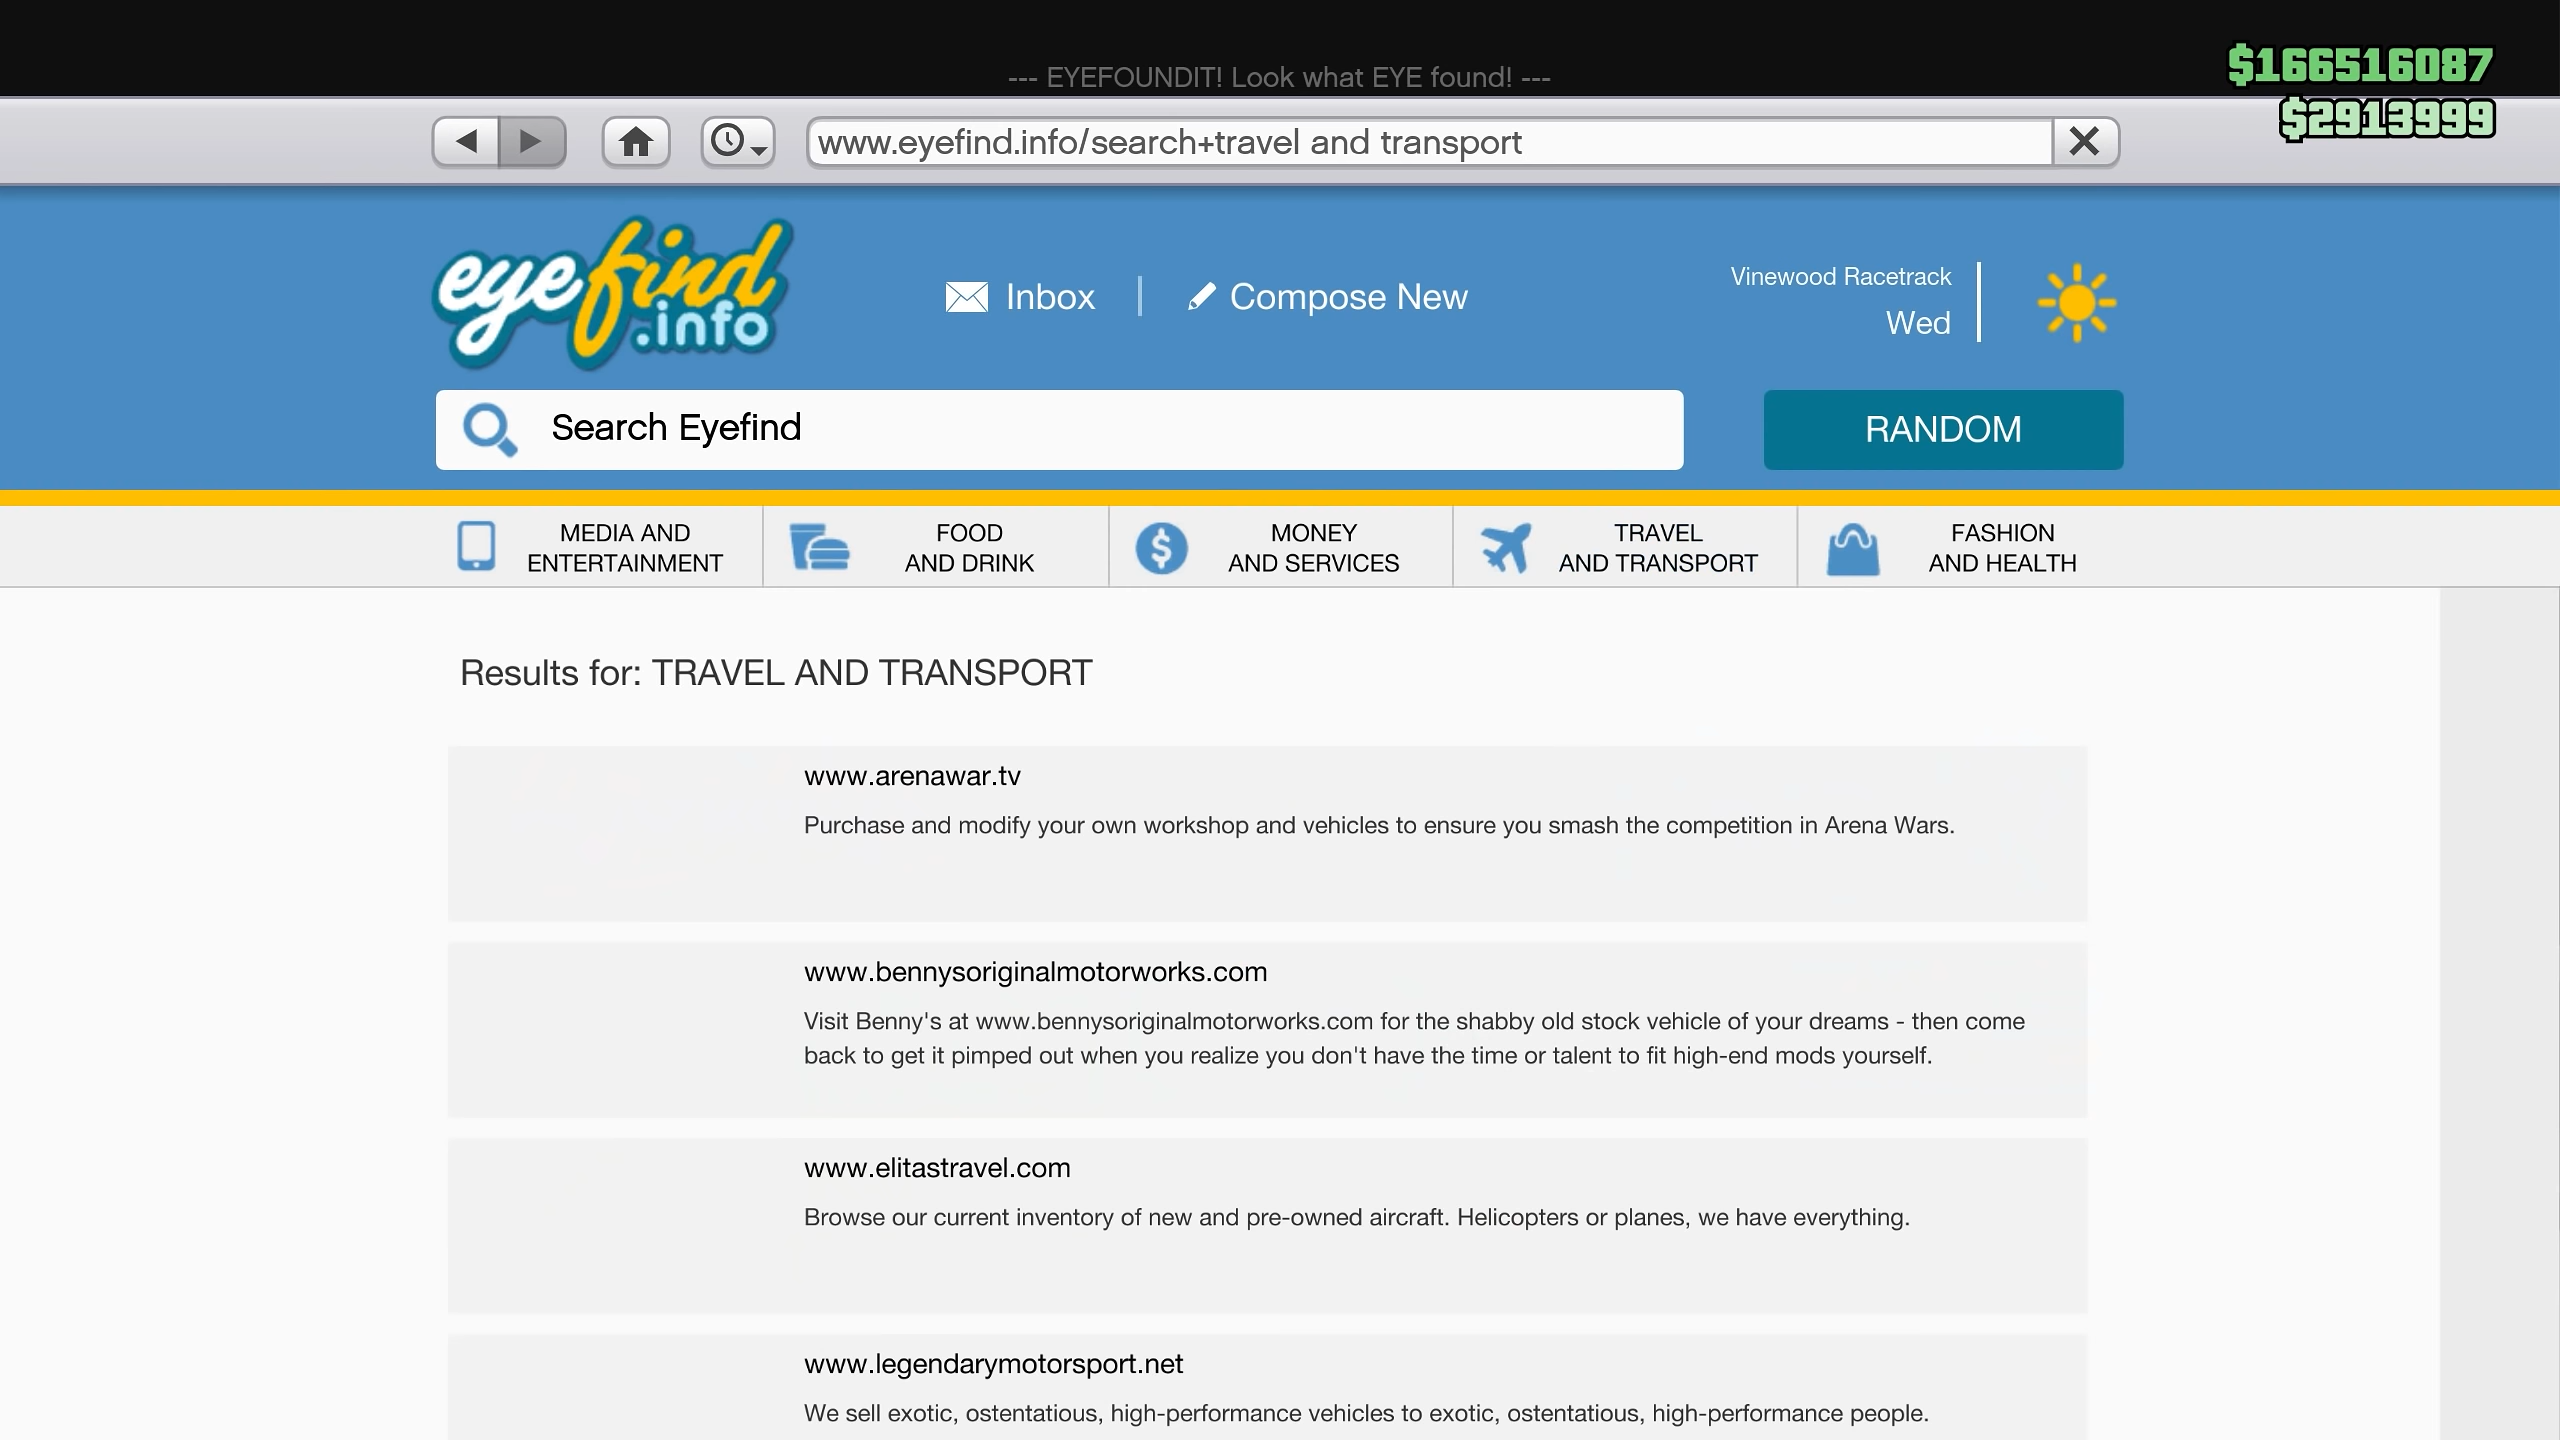 --- EYEFOUNDIT! Look what EYE found! ---
$166516087
$2913999
www.eyefind.info/search+travel and transport
eyefind
.info
Inbox
Compose New
Vinewood Racetrack
Wed
Search Eyefind
RANDOM
MEDIA AND
ENTERTAINMENT
FOOD
AND DRINK
MONEY
AND SERVICES
TRAVEL
AND TRANSPORT
FASHION
AND HEALTH
Results for: TRAVEL AND TRANSPORT
www.arenawar.tv
Purchase and modify your own workshop and vehicles to ensure you smash the competition in Arena Wars.
www.bennysoriginalmotorworks.com
Visit Benny's at www.bennysoriginalmotorworks.com for the shabby old stock vehicle of your dreams - then come
back to get it pimped out when you realize you don't have the time or talent to fit high-end mods yourself.
www.elitastravel.com
Browse our current inventory of new and pre-owned aircraft. Helicopters or planes, we have everything.
www.legendarymotorsport.net
We sell exotic, ostentatious, high-performance vehicles to exotic, ostentatious, high-performance people.